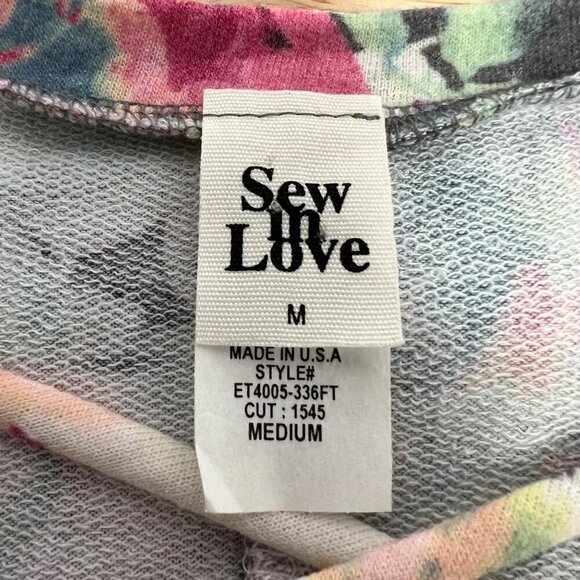 Sew
in
Love
M
MADE IN U.S.A
STYLE#
ET4005-336FT
CUT : 1545
MEDIUM